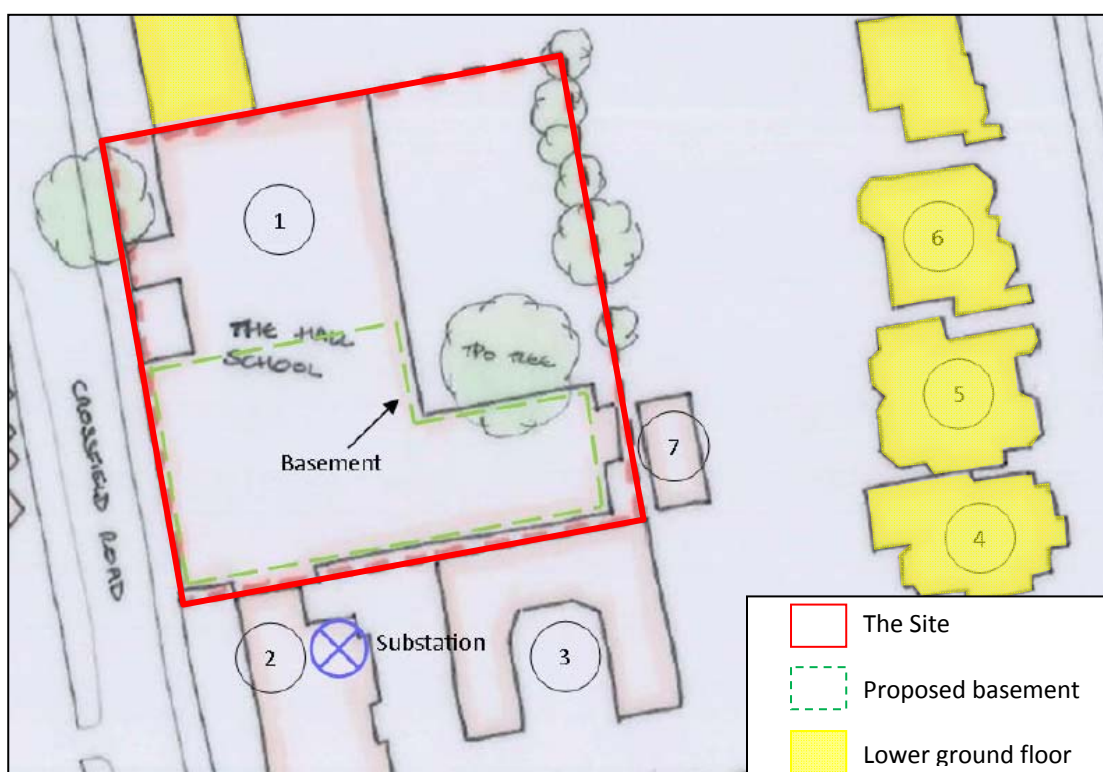 1
6
THE HALL
SCHOOL
TPO TREE
CROSSFIELD ROAD
Basement
5
7
4
2
Substation
3
The Site
Proposed basement
Lower ground floor